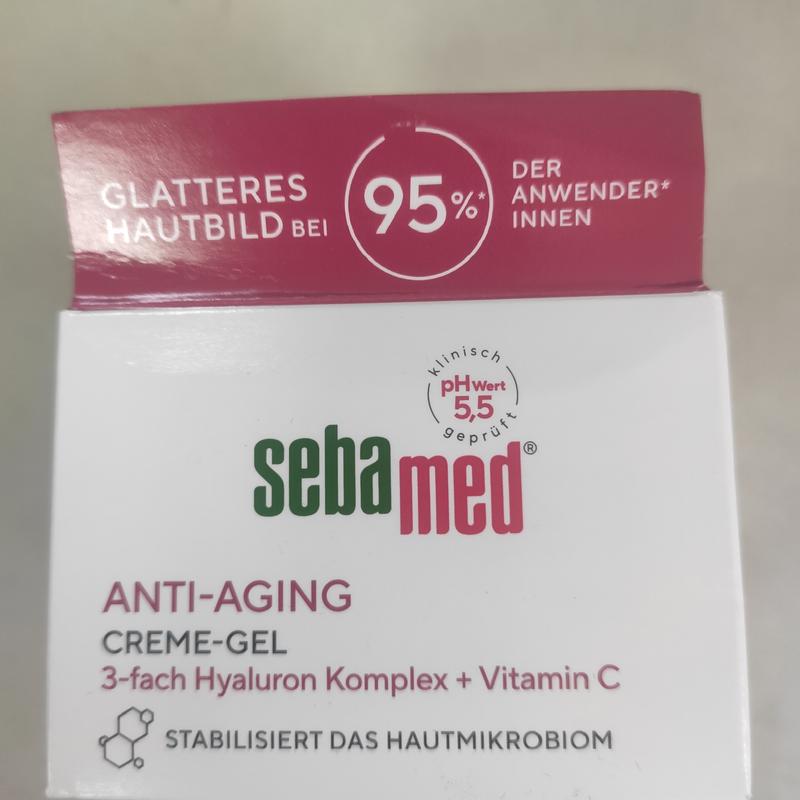 GLATTERES
HAUTBILD BEI
95%*
DER
ANWENDER*
INNEN
klinisch
pH Wert
5,5
geprüft
sebamed®
ANTI-AGING
CREME-GEL
3-fach Hyaluron Komplex + Vitamin C
STABILISIERT DAS HAUTMIKROBIOM